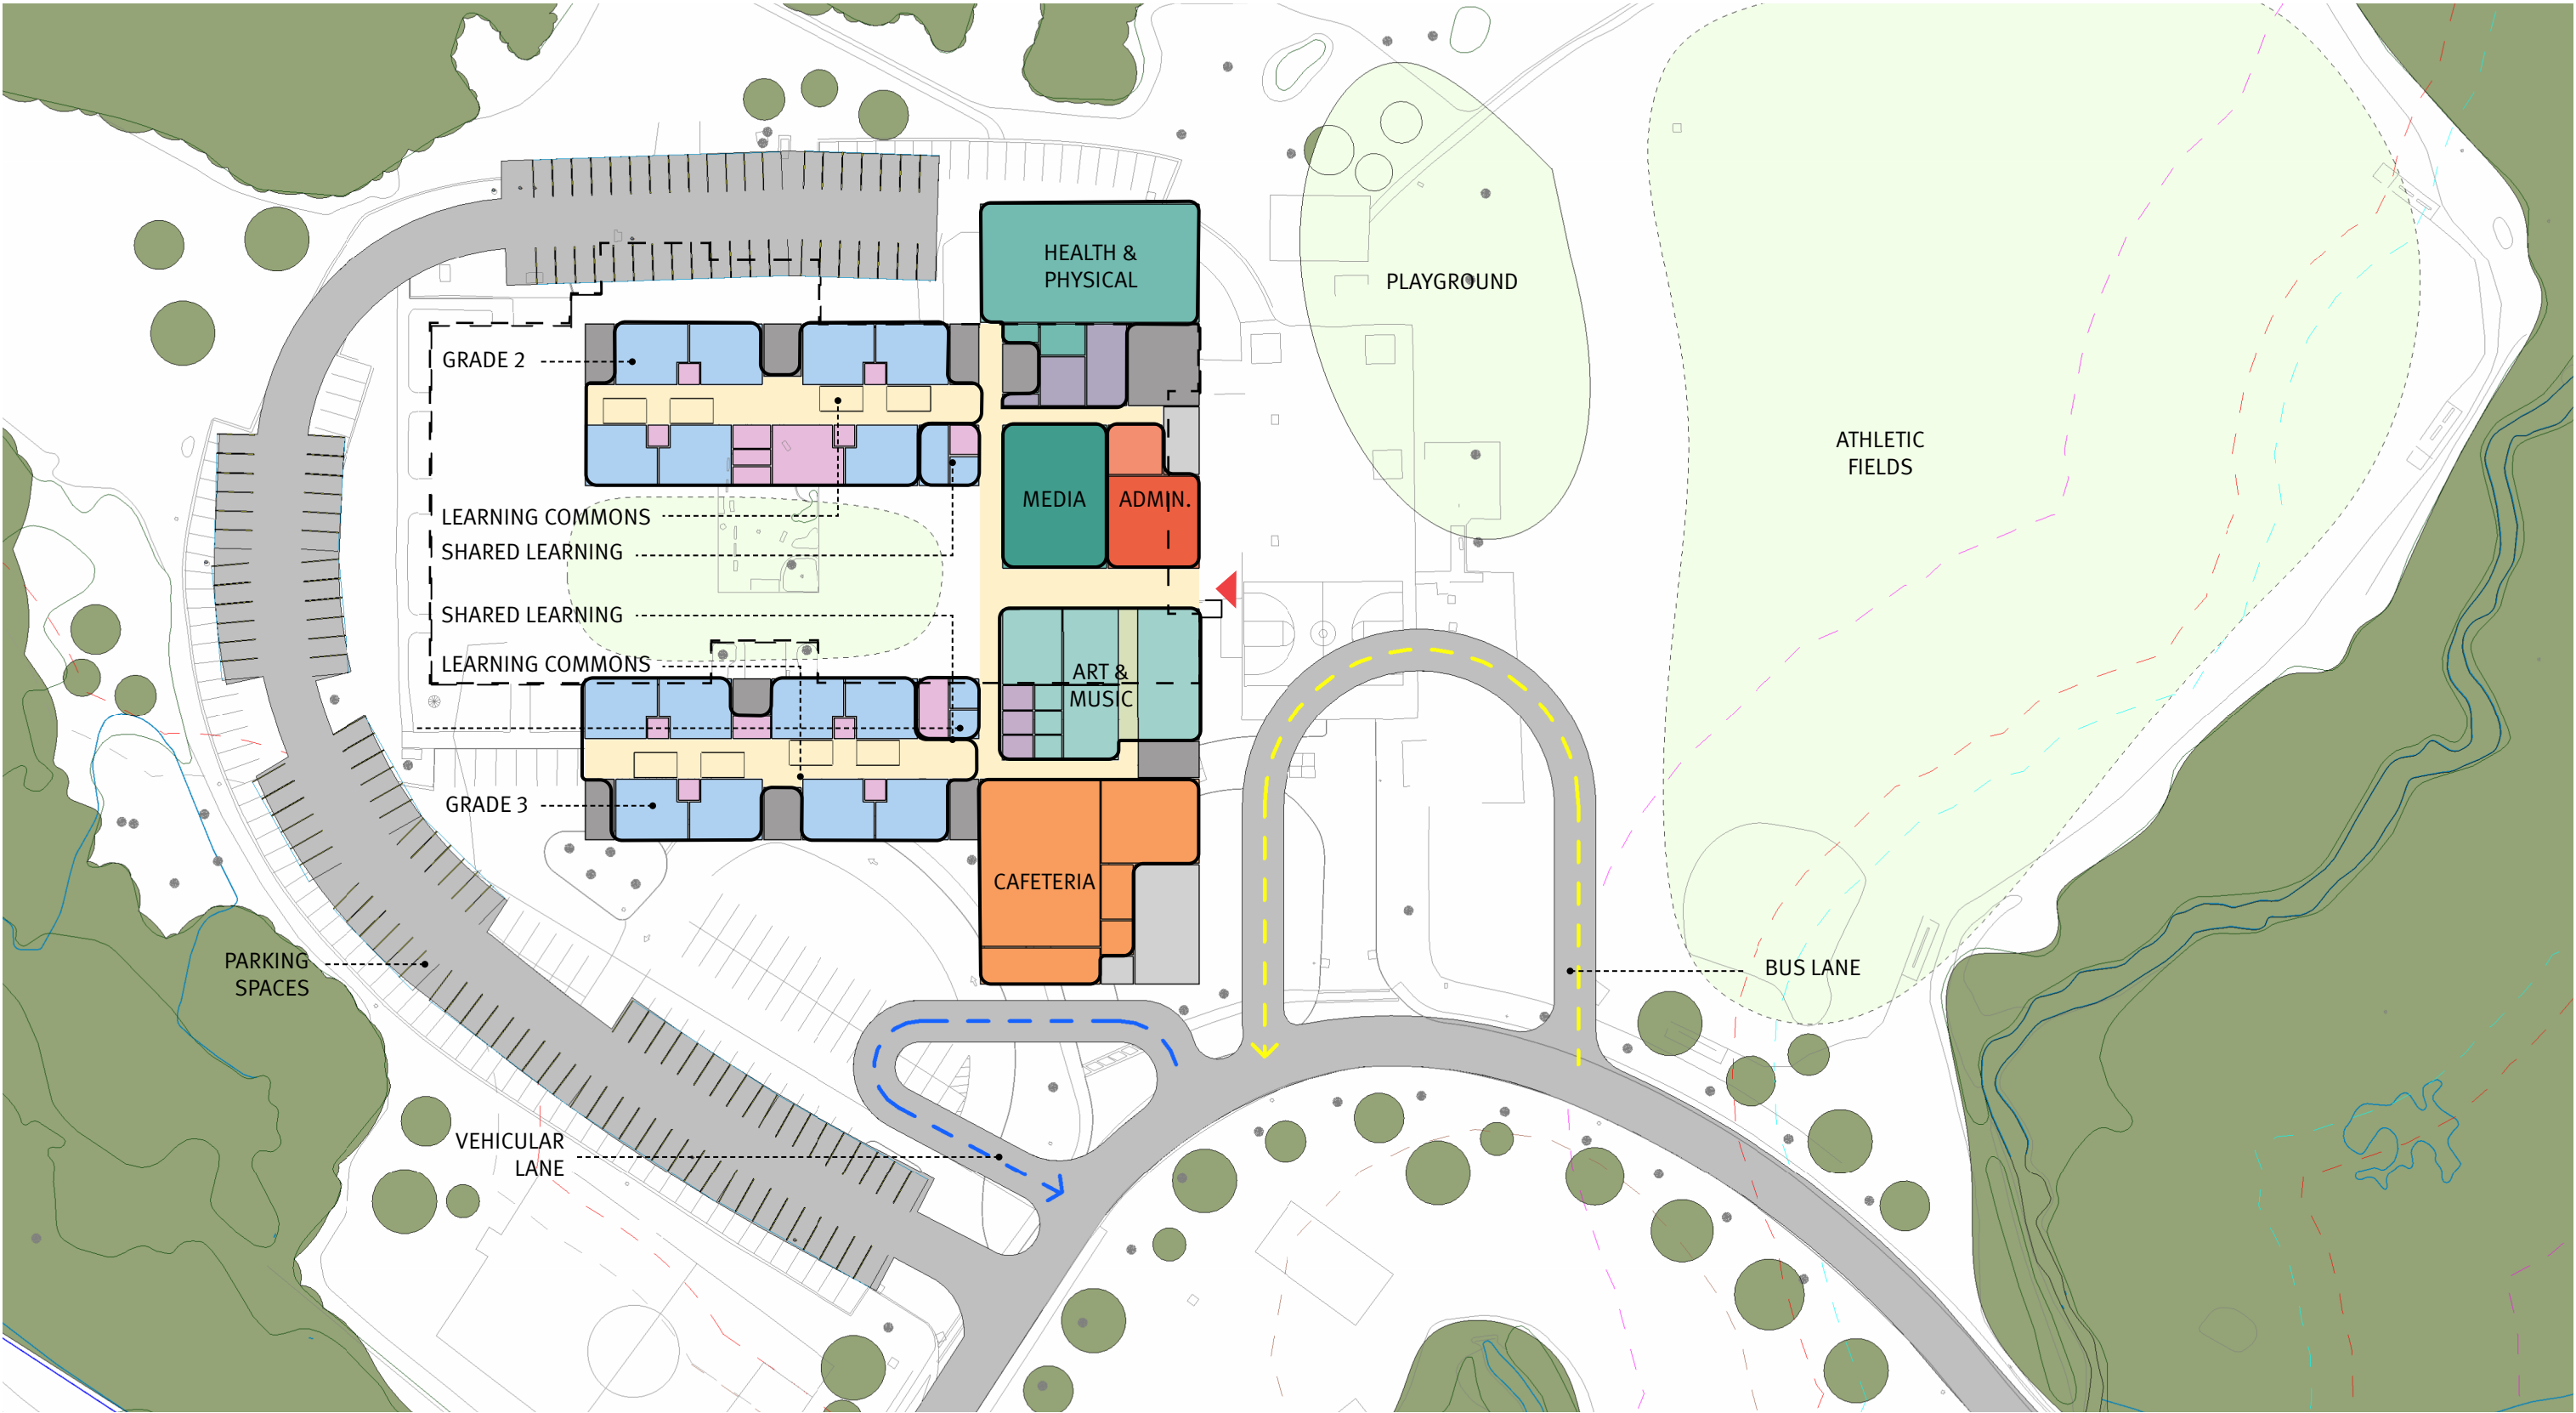 HEALTH &
PHYSICAL
PLAYGROUND
GRADE 2
ATHLETIC
FIELDS
MEDIA
ADMIN.
LEARNING COMMONS
SHARED LEARNING
SHARED LEARNING
LEARNING COMMONS
ART &
MUSIC
GRADE 3
CAFETERIA
PARKING
SPACES
BUS LANE
VEHICULAR
LANE